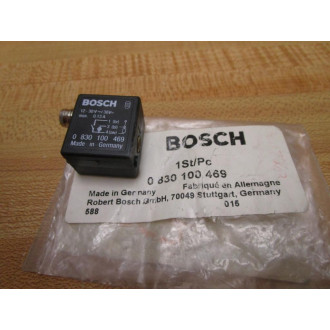 BOSCH
0 830 100 469
Made in Germany
BOSCH
1St/Pc
0 830 100 469
Made in Germany Fabriqué en Allemagne
Robert Bosch GmbH, 70049 Stuttgart, Germany
588 015